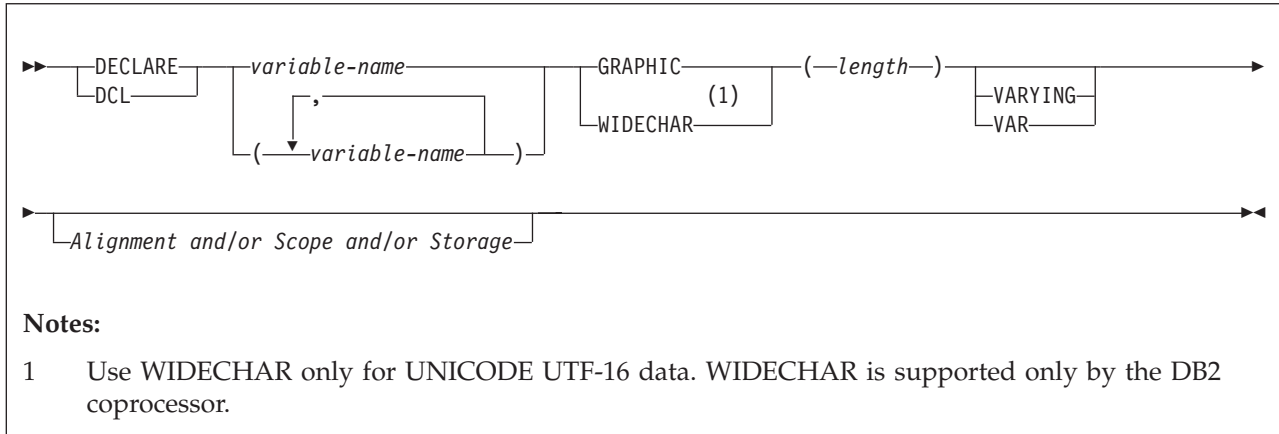 DECLARE variable-name GRAPHIC ( length )
DCL , (1) VARYING
WIDECHAR VAR
( variable-name )
Alignment and/or Scope and/or Storage
Notes:
1 Use WIDECHAR only for UNICODE UTF-16 data. WIDECHAR is supported only by the DB2
coprocessor.